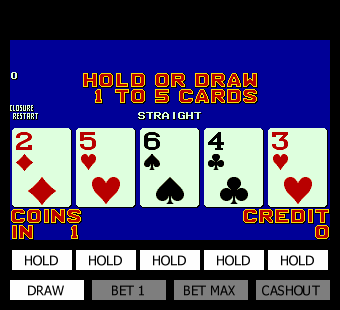 0
HOLD OR DRAW
1 TO 5 CARDS
CLOSURE
RESTART
STRAIGHT
2 5 6 4 3
COINS CREDIT
IN 1 0
HOLD HOLD HOLD HOLD HOLD
DRAW BET 1 BET MAX CASHOUT